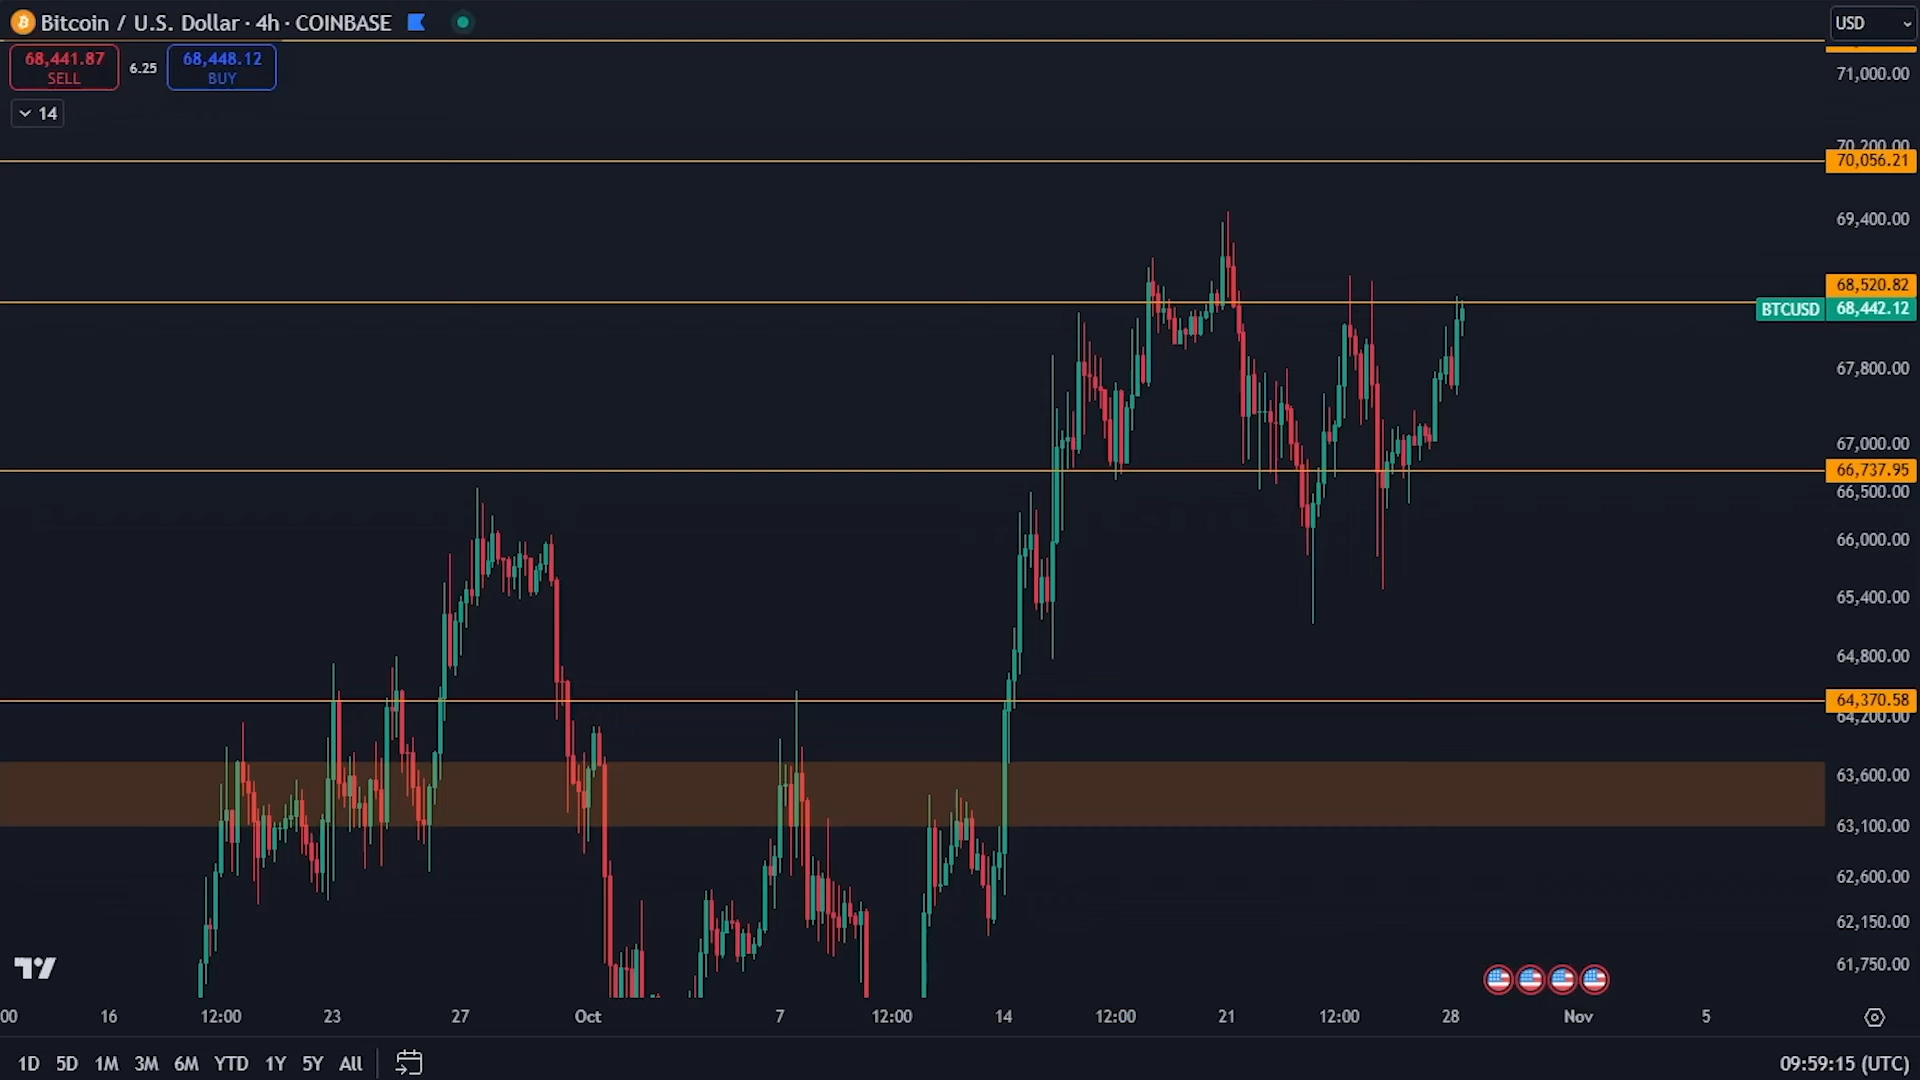 Bitcoin / U.S. Dollar · 4h · COINBASE
USD
68,441.87
SELL
6.25
68,448.12
BUY
14
71,000.00
70,200.00
70,056.21
69,400.00
68,520.82
BTCUSD 68,442.12
67,800.00
67,000.00
66,737.95
66,500.00
66,000.00
65,400.00
64,800.00
64,370.58
64,200.00
63,600.00
63,100.00
62,600.00
62,150.00
61,750.00
00 16 12:00 23 27 Oct 7 12:00 14 12:00 21 12:00 28 Nov 5
1D 5D 1M 3M 6M YTD 1Y 5Y All
09:59:15 (UTC)